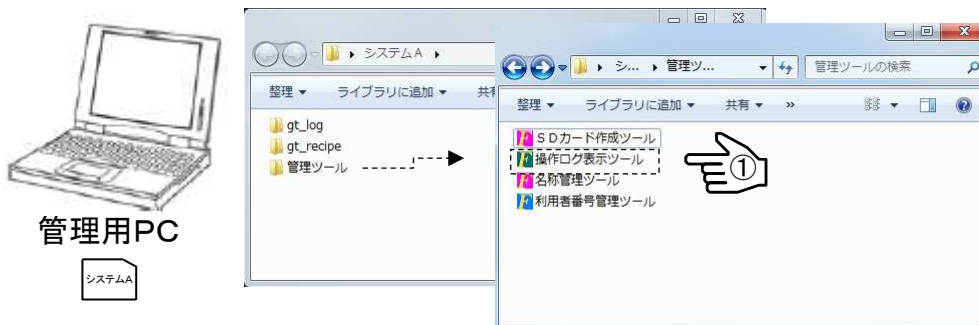 管理用PC
システムA
システムA
整理
ライブラリに追加
共有
gt_log
gt_recipe
管理ツール
シ...
管理ツ...
管理ツールの検索
整理
ライブラリに追加
共有
»
SDカード作成ツール
操作ログ表示ツール
名称管理ツール
利用者番号管理ツール
①